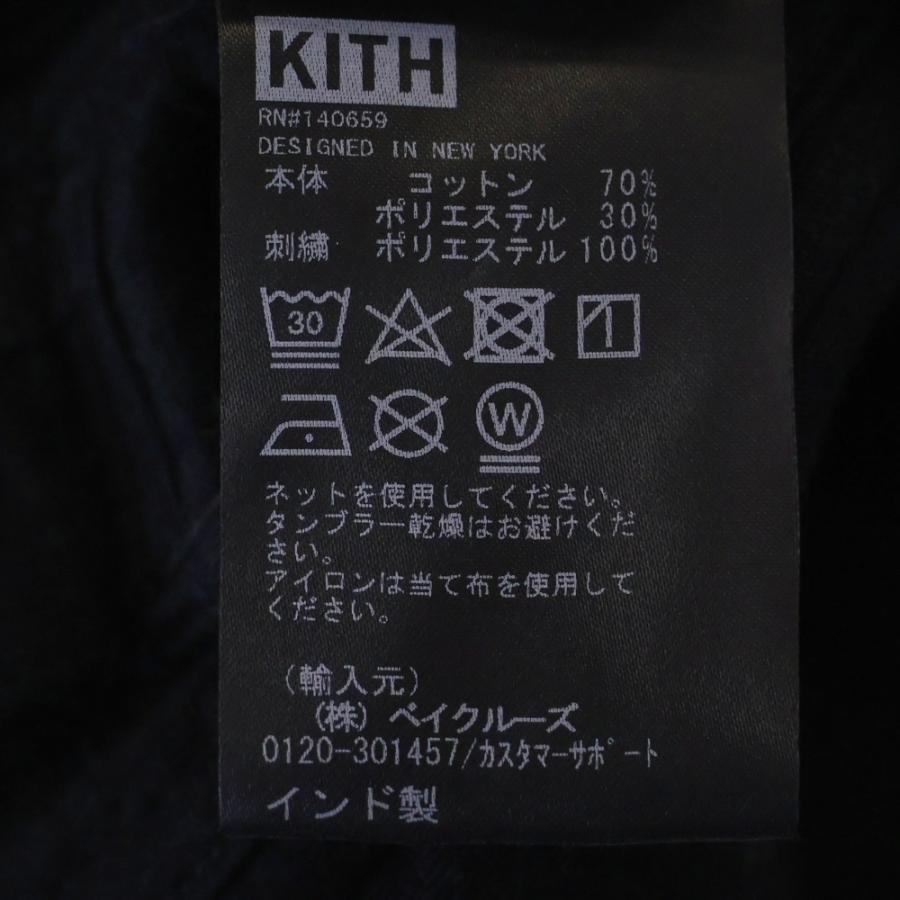 KITH
RN#140659
DESIGNED IN NEW YORK
本体 コットン 70%
ポリエステル 30%
刺繍 ポリエステル 100%
30
W
ネットを使用してください。
タンブラー乾燥はお避けくだ
さい。
アイロンは当て布を使用して
ください。
(輸入元)
(株) ベイクルーズ
0120-301457/カスタマーサポート
インド製